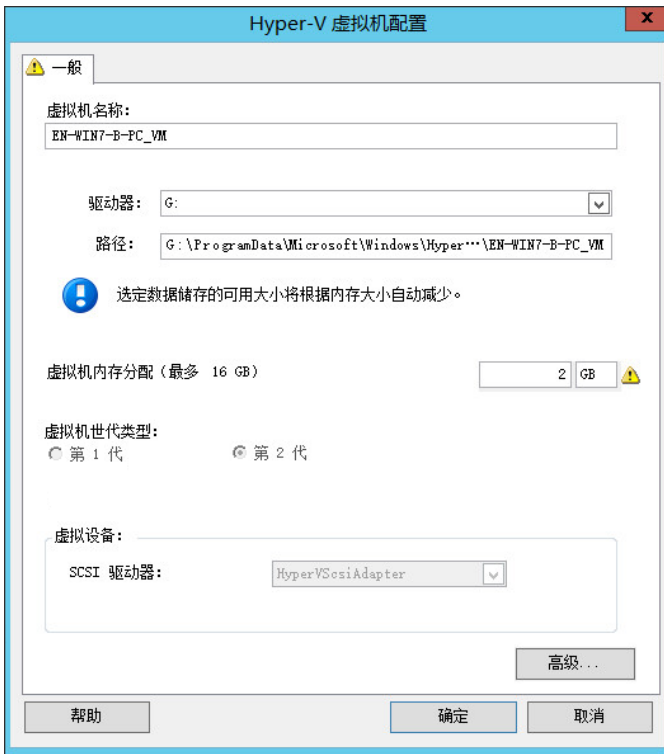 Hyper-V 虚拟机配置
x
一般
虚拟机名称：
EN-WIN7-B-PC_VM
驱动器： G:
路径： G:\ProgramData\Microsoft\Windows\Hyper···\EN-WIN7-B-PC_VM
选定数据储存的可用大小将根据内存大小自动减少。
虚拟机内存分配（最多 16 GB） 2 GB
虚拟机世代类型：
第 1 代 第 2 代
虚拟设备：
SCSI 驱动器： HyperVScsiAdapter
高级...
帮助 确定 取消